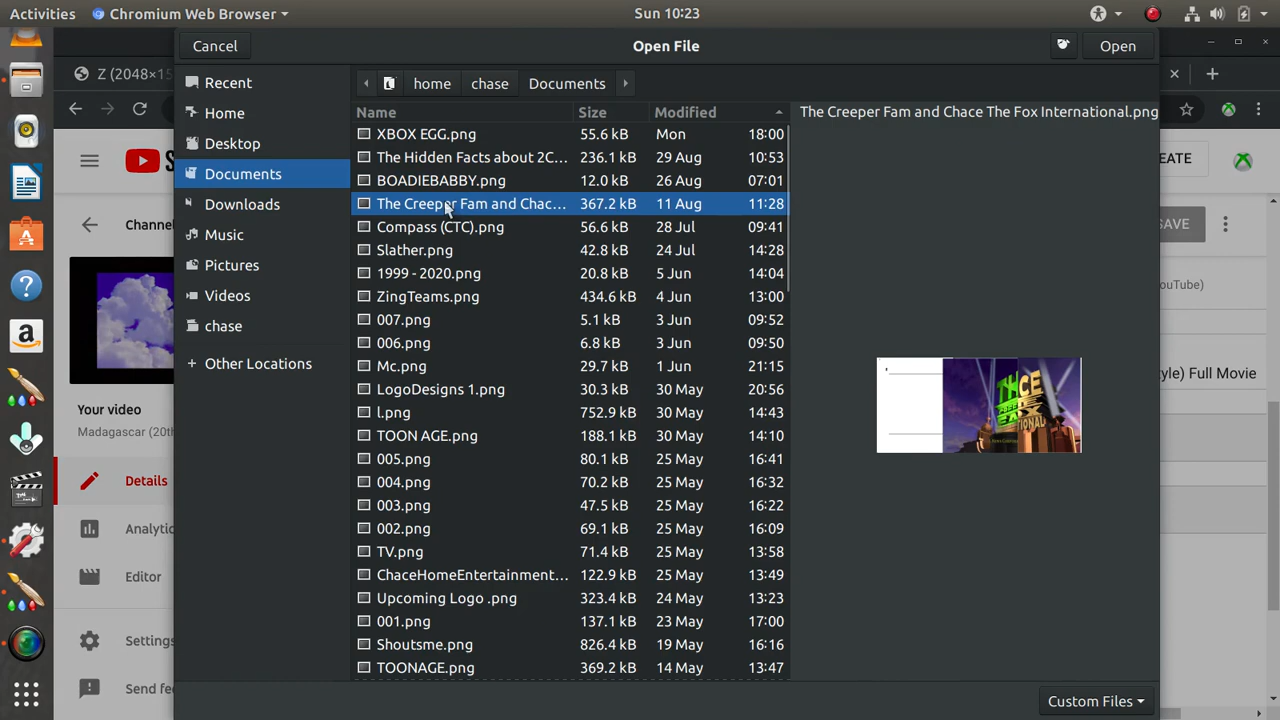 Activities Chromium Web Browser Sun 10:23
Cancel Open File Open
Z (2048×15
Recent
Home
Desktop
Documents
Downloads
Music
Pictures
Videos
chase
Other Locations
home chase Documents
Name Size Modified
XBOX EGG.png 55.6 kB Mon 18:00
The Hidden Facts about 2C... 236.1 kB 29 Aug 10:53
BOADIEBABBY.png 12.0 kB 26 Aug 07:01
The Creeper Fam and Chac... 367.2 kB 11 Aug 11:28
Compass (CTC).png 56.6 kB 28 Jul 09:41
Slather.png 42.8 kB 24 Jul 14:28
1999 - 2020.png 20.8 kB 5 Jun 14:04
ZingTeams.png 434.6 kB 4 Jun 13:00
007.png 5.1 kB 3 Jun 09:52
006.png 6.8 kB 3 Jun 09:50
Mc.png 29.7 kB 1 Jun 21:15
LogoDesigns 1.png 30.3 kB 30 May 20:56
l.png 752.9 kB 30 May 14:43
TOON AGE.png 188.1 kB 30 May 14:10
005.png 80.1 kB 25 May 16:41
004.png 70.2 kB 25 May 16:32
003.png 47.5 kB 25 May 16:22
002.png 69.1 kB 25 May 16:09
TV.png 71.4 kB 25 May 13:58
ChaceHomeEntertainment... 122.9 kB 25 May 13:49
Upcoming Logo .png 323.4 kB 24 May 13:23
001.png 137.1 kB 23 May 17:00
Shoutsme.png 826.4 kB 19 May 16:16
TOONAGE.png 369.2 kB 14 May 13:47
The Creeper Fam and Chace The Fox International.png
Custom Files
S
Channe
Your video
Madagascar (20th
Details
Analytic
Editor
Settings
Send fee
EATE
SAVE
YouTube)
yle) Full Movie